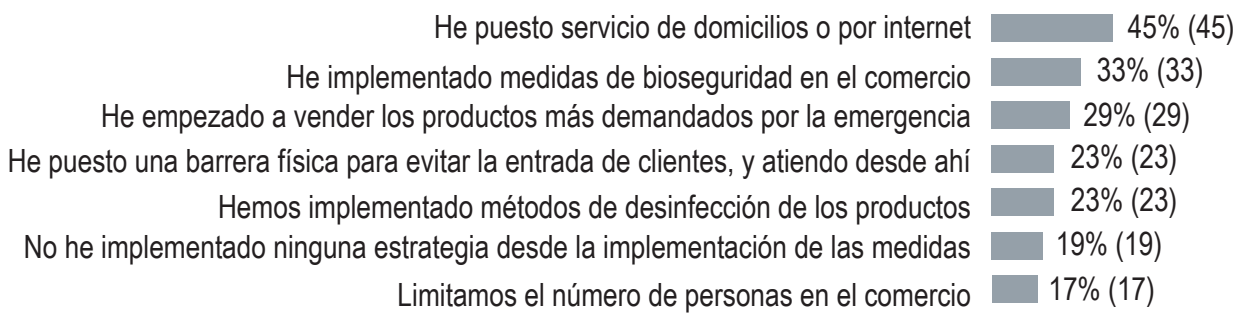 He puesto servicio de domicilios o por internet 45% (45)
He implementado medidas de bioseguridad en el comercio 33% (33)
He empezado a vender los productos más demandados por la emergencia 29% (29)
He puesto una barrera física para evitar la entrada de clientes, y atiendo desde ahí 23% (23)
Hemos implementado métodos de desinfección de los productos 23% (23)
No he implementado ninguna estrategia desde la implementación de las medidas 19% (19)
Limitamos el número de personas en el comercio 17% (17)